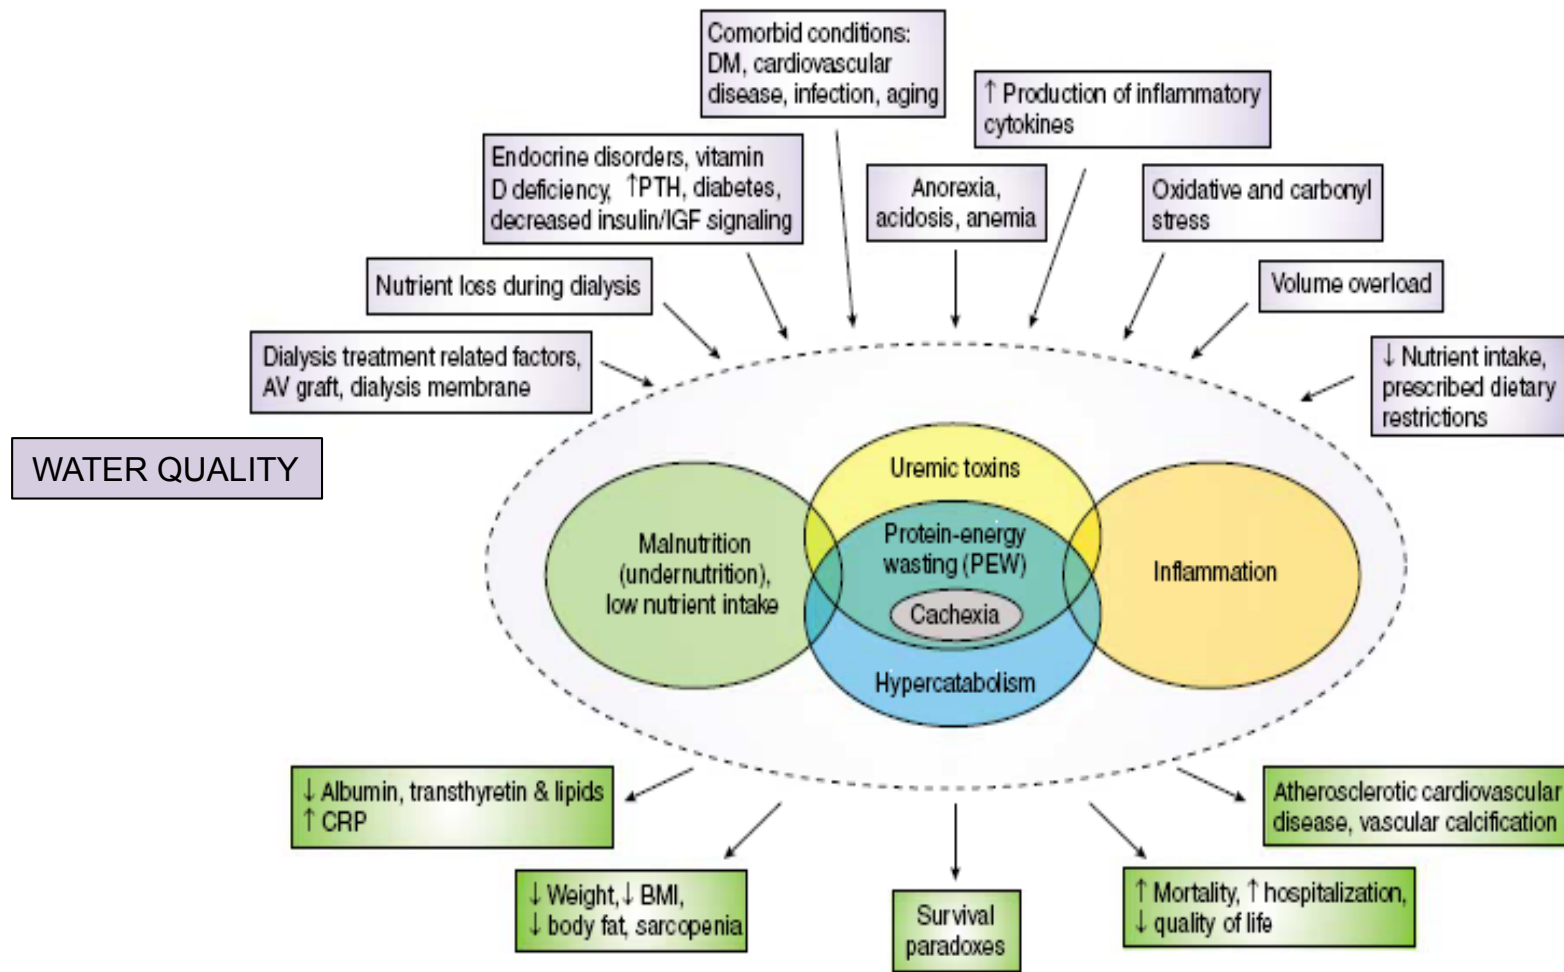 Comorbid conditions:
DM, cardiovascular
disease, infection, aging
↑ Production of inflammatory
cytokines
Endocrine disorders, vitamin
D deficiency, ↑PTH, diabetes,
decreased insulin/IGF signaling
Anorexia,
acidosis, anemia
Oxidative and carbonyl
stress
Nutrient loss during dialysis
Volume overload
Dialysis treatment related factors,
AV graft, dialysis membrane
↓ Nutrient intake,
prescribed dietary
restrictions
WATER QUALITY
Uremic toxins
Malnutrition
(undernutrition),
low nutrient intake
Protein-energy
wasting (PEW)
Cachexia
Inflammation
Hypercatabolism
↓ Albumin, transthyretin & lipids
↑ CRP
Atherosclerotic cardiovascular
disease, vascular calcification
↓ Weight, ↓ BMI,
↓ body fat, sarcopenia
Survival
paradoxes
↑ Mortality, ↑ hospitalization,
↓ quality of life